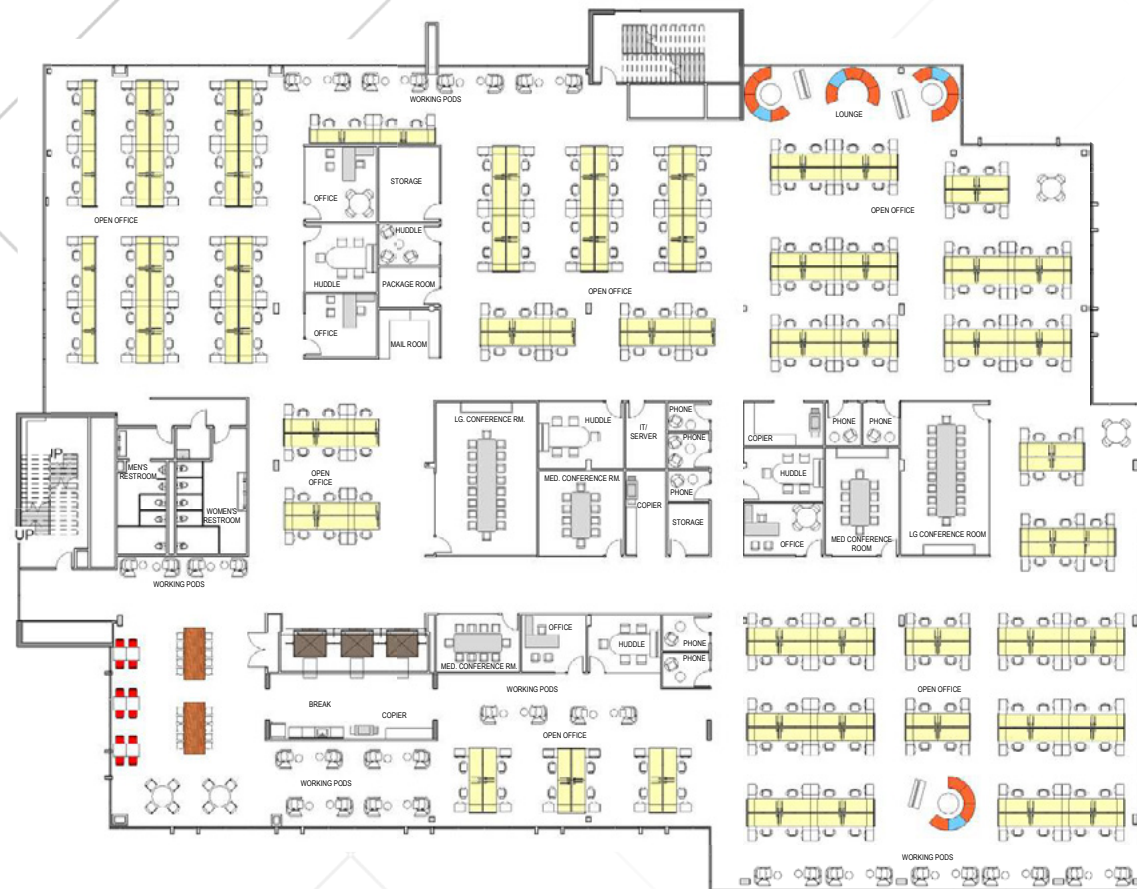 WORKING PODS
LOUNGE
OFFICE
STORAGE
OPEN OFFICE
HUDDLE
OPEN OFFICE
HUDDLE
PACKAGE ROOM
OPEN OFFICE
OFFICE
MAIL ROOM
LG. CONFERENCE RM.
HUDDLE
IT/
SERVER
PHONE
PHONE
PHONE
COPIER
STORAGE
MED. CONFERENCE RM.
COPIER
PHONE
PHONE
HUDDLE
OFFICE
MED CONFERENCE
ROOM
LG CONFERENCE ROOM
UP
UP
MEN'S
RESTROOM
WOMEN'S
RESTROOM
OPEN
OFFICE
WORKING PODS
MED. CONFERENCE RM.
OFFICE
HUDDLE
PHONE
PHONE
WORKING PODS
OPEN OFFICE
BREAK
COPIER
OPEN OFFICE
WORKING PODS
WORKING PODS